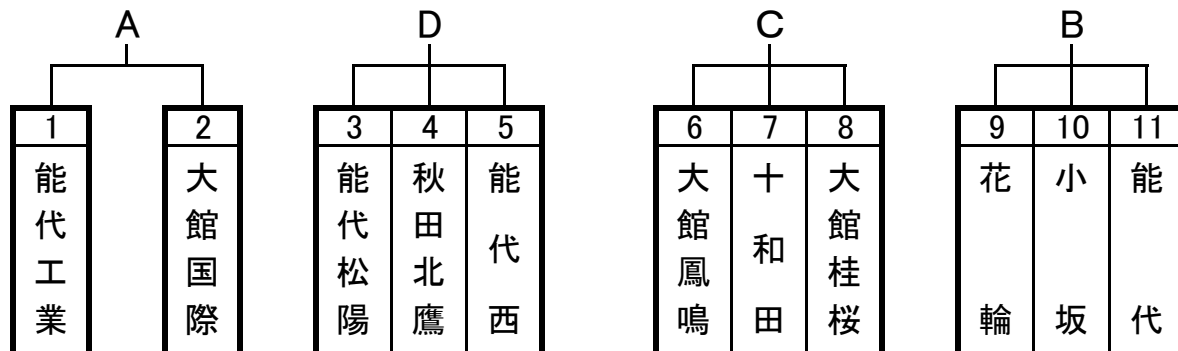 A
D
C
B
1
2
3
4
5
6
7
8
9
10
11
能代工業
大館国際
能代松陽
秋田北鷹
能代西
大館鳳鳴
十和田
大館桂桜
花輪
小坂
能代